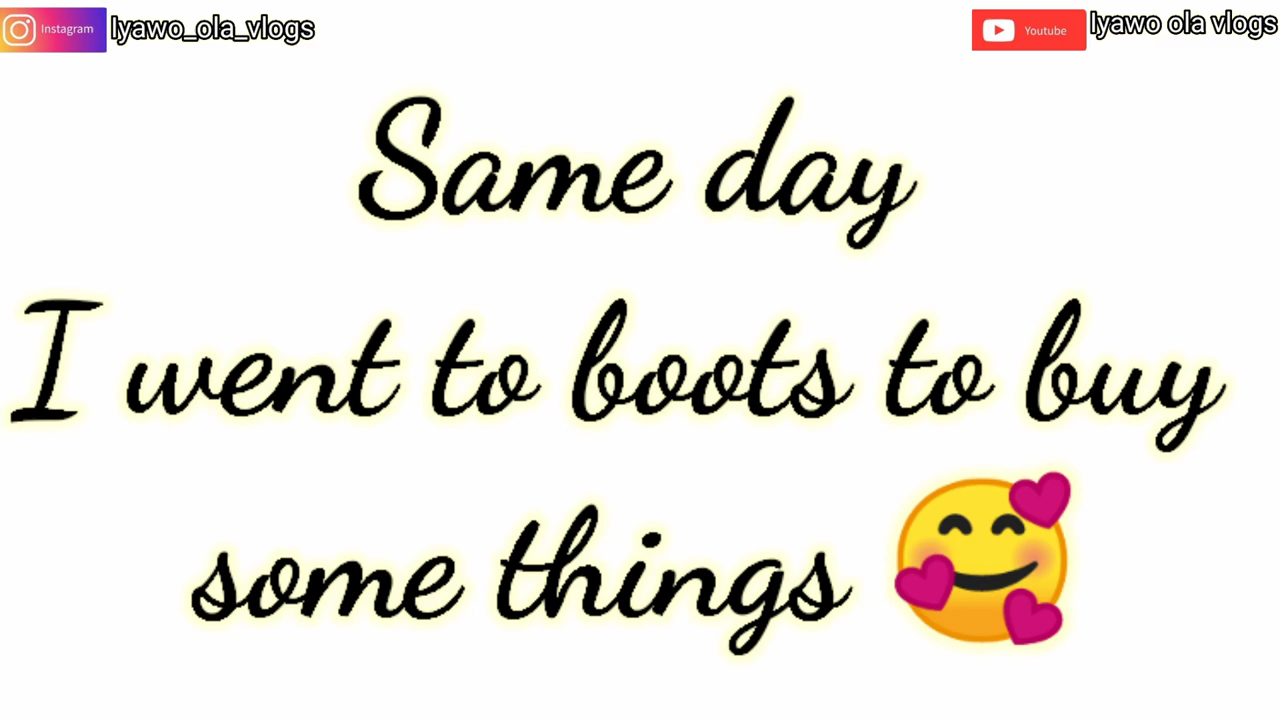 Instagram Iyawo_ola_vlogs
Youtube Iyawo ola vlogs
Same day
I went to boots to buy
some things 🥰